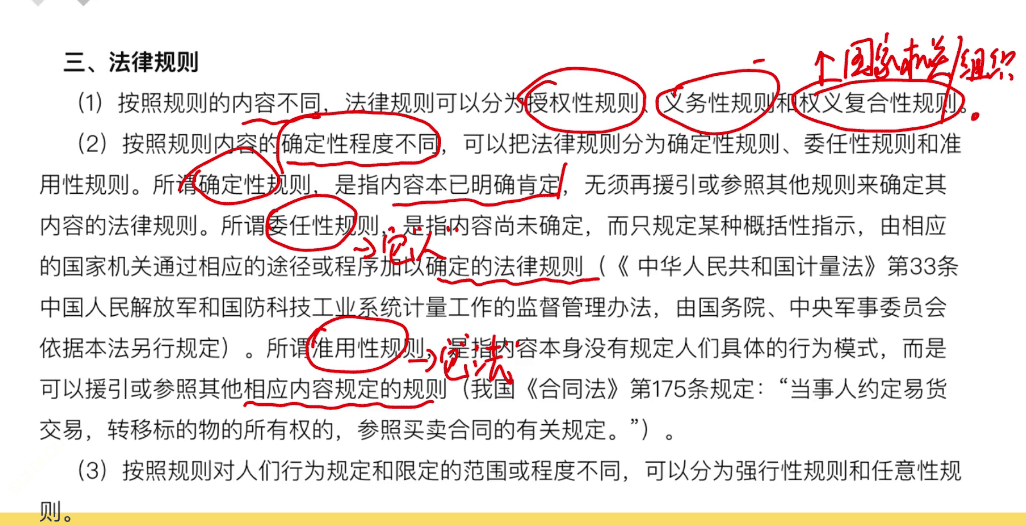 三、法律规则
↑国家机关/组织
（1）按照规则的内容不同，法律规则可以分为授权性规则、义务性规则和权义复合性规则。
（2）按照规则内容的确定性程度不同，可以把法律规则分为确定性规则、委任性规则和准
用性规则。所谓确定性规则，是指内容本已明确肯定，无须再援引或参照其他规则来确定其
内容的法律规则。所谓委任性规则，是指内容尚未确定，而只规定某种概括性指示，由相应
→定“人”
的国家机关通过相应的途径或程序加以确定的法律规则（《 中华人民共和国计量法》第33条
中国人民解放军和国防科技工业系统计量工作的监督管理办法，由国务院、中央军事委员会
依据本法另行规定）。所谓准用性规则，是指内容本身没有规定人们具体的行为模式，而是
→定“法”
可以援引或参照其他相应内容规定的规则（我国《合同法》第175条规定：“当事人约定易货
交易，转移标的物的所有权的，参照买卖合同的有关规定。”）。
（3）按照规则对人们行为规定和限定的范围或程度不同，可以分为强行性规则和任意性规
则。